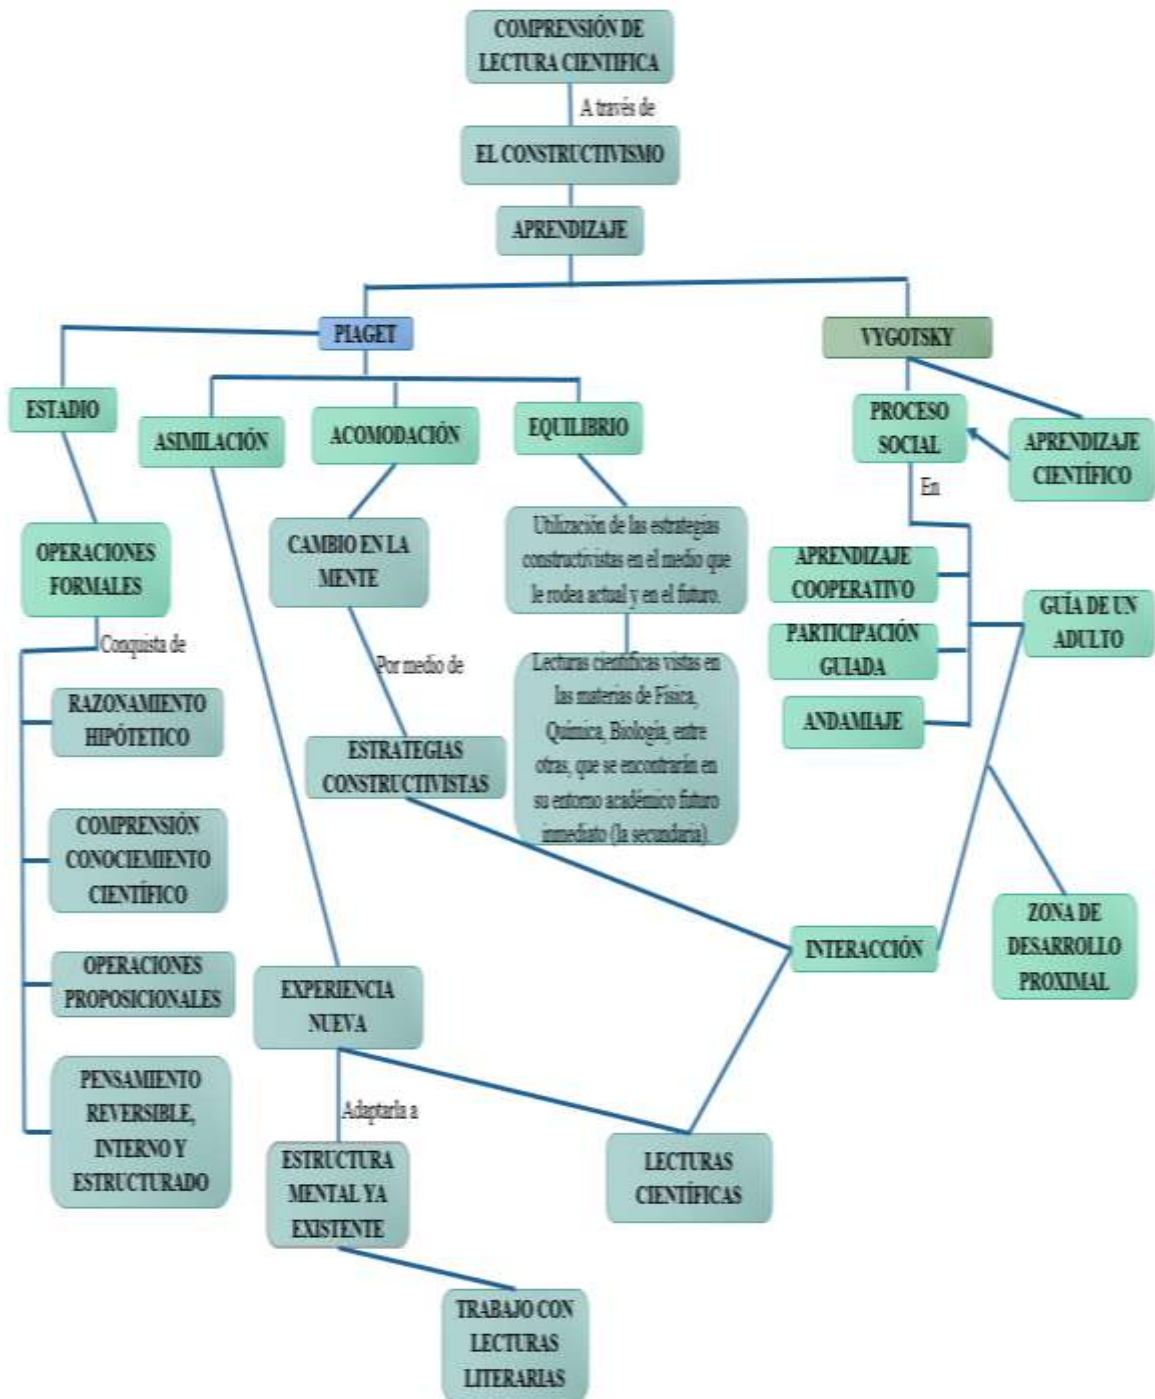 COMPRENSIÓN DE
LECTURA CIENTIFICA
A través de
EL CONSTRUCTIVISMO
APRENDIZAJE
PIAGET
VYGOTSKY
ESTADIO
ASIMILACIÓN
ACOMODACIÓN
EQUILIBRIO
PROCESO
SOCIAL
APRENDIZAJE
CIENTÍFICO
En
OPERACIONES
FORMALES
CAMBIO EN LA
MENTE
Utilización de las estrategias
constructivistas en el medio que
le rodea actual y en el futuro.
APRENDIZAJE
COOPERATIVO
GUÍA DE UN
ADULTO
PARTICIPACIÓN
GUIADA
ANDAMIAJE
Conquista de
Por medio de
RAZONAMIENTO
HIPÓTETICO
ESTRATEGIAS
CONSTRUCTIVISTAS
Lecturas científicas vistas en
las materias de Física,
Química, Biología, entre
otras, que se encontrarán en
su entorno académico futuro
inmediato (la secundaria).
COMPRENSIÓN
CONOCIEMIENTO
CIENTÍFICO
ZONA DE
DESARROLLO
PROXIMAL
INTERACCIÓN
OPERACIONES
PROPOSICIONALES
EXPERIENCIA
NUEVA
PENSAMIENTO
REVERSIBLE,
INTERNO Y
ESTRUCTURADO
Adaptarla a
ESTRUCTURA
MENTAL YA
EXISTENTE
LECTURAS
CIENTÍFICAS
TRABAJO CON
LECTURAS
LITERARIAS